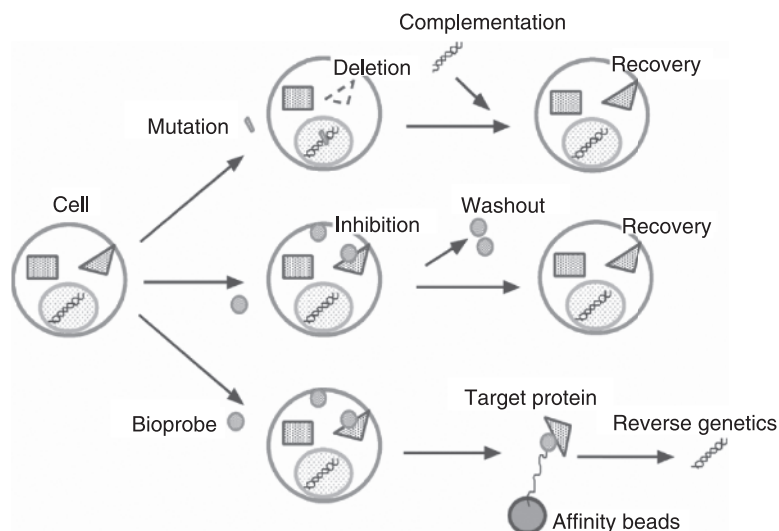 Complementation
Deletion
Recovery
Mutation
Cell
Inhibition
Washout
Recovery
Bioprobe
Target protein
Reverse genetics
Affinity beads